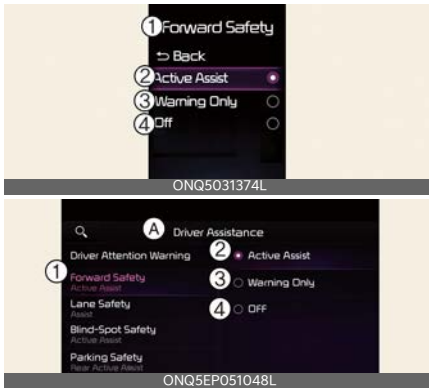 ① Forward Safety
⮌ Back
② Active Assist
③ Warning Only
④ Off
ONQ5031374L
Ⓐ Driver Assistance
Driver Attention Warning
② Active Assist
① Forward Safety
Active Assist
③ Warning Only
Lane Safety
Assist
④ OFF
Blind-Spot Safety
Active Assist
Parking Safety
Rear Active Assist
ONQ5EP051048L